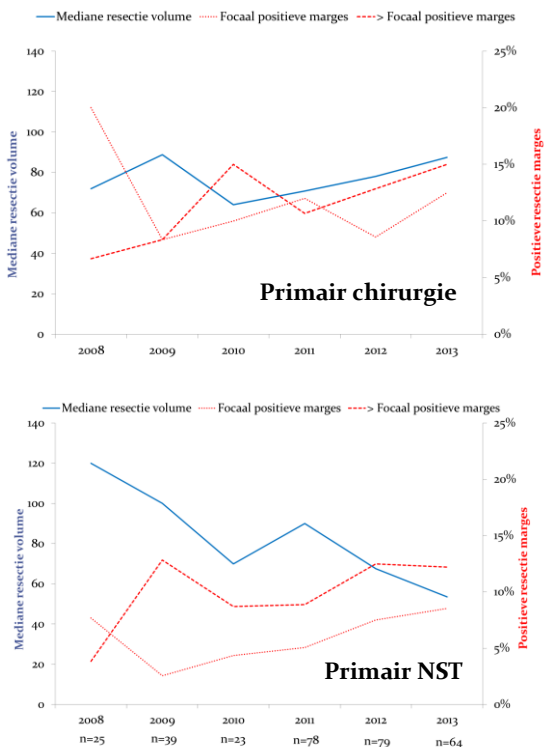 Mediane resectie volume Focaal positieve marges > Focaal positieve marges
140 25%
120 20%
100
80 15%
60 10%
40
5%
20
0 0%
Mediane resectie volume
Positieve resectie marges
Primair chirurgie
2008 2009 2010 2011 2012 2013
Mediane resectie volume Focaal positieve marges > Focaal positieve marges
140 25%
120 20%
100
80 15%
60 10%
40
5%
20
0 0%
Mediane resectie volume
Positieve resectie marges
Primair NST
2008 2009 2010 2011 2012 2013
n=25 n=39 n=23 n=78 n=79 n=64